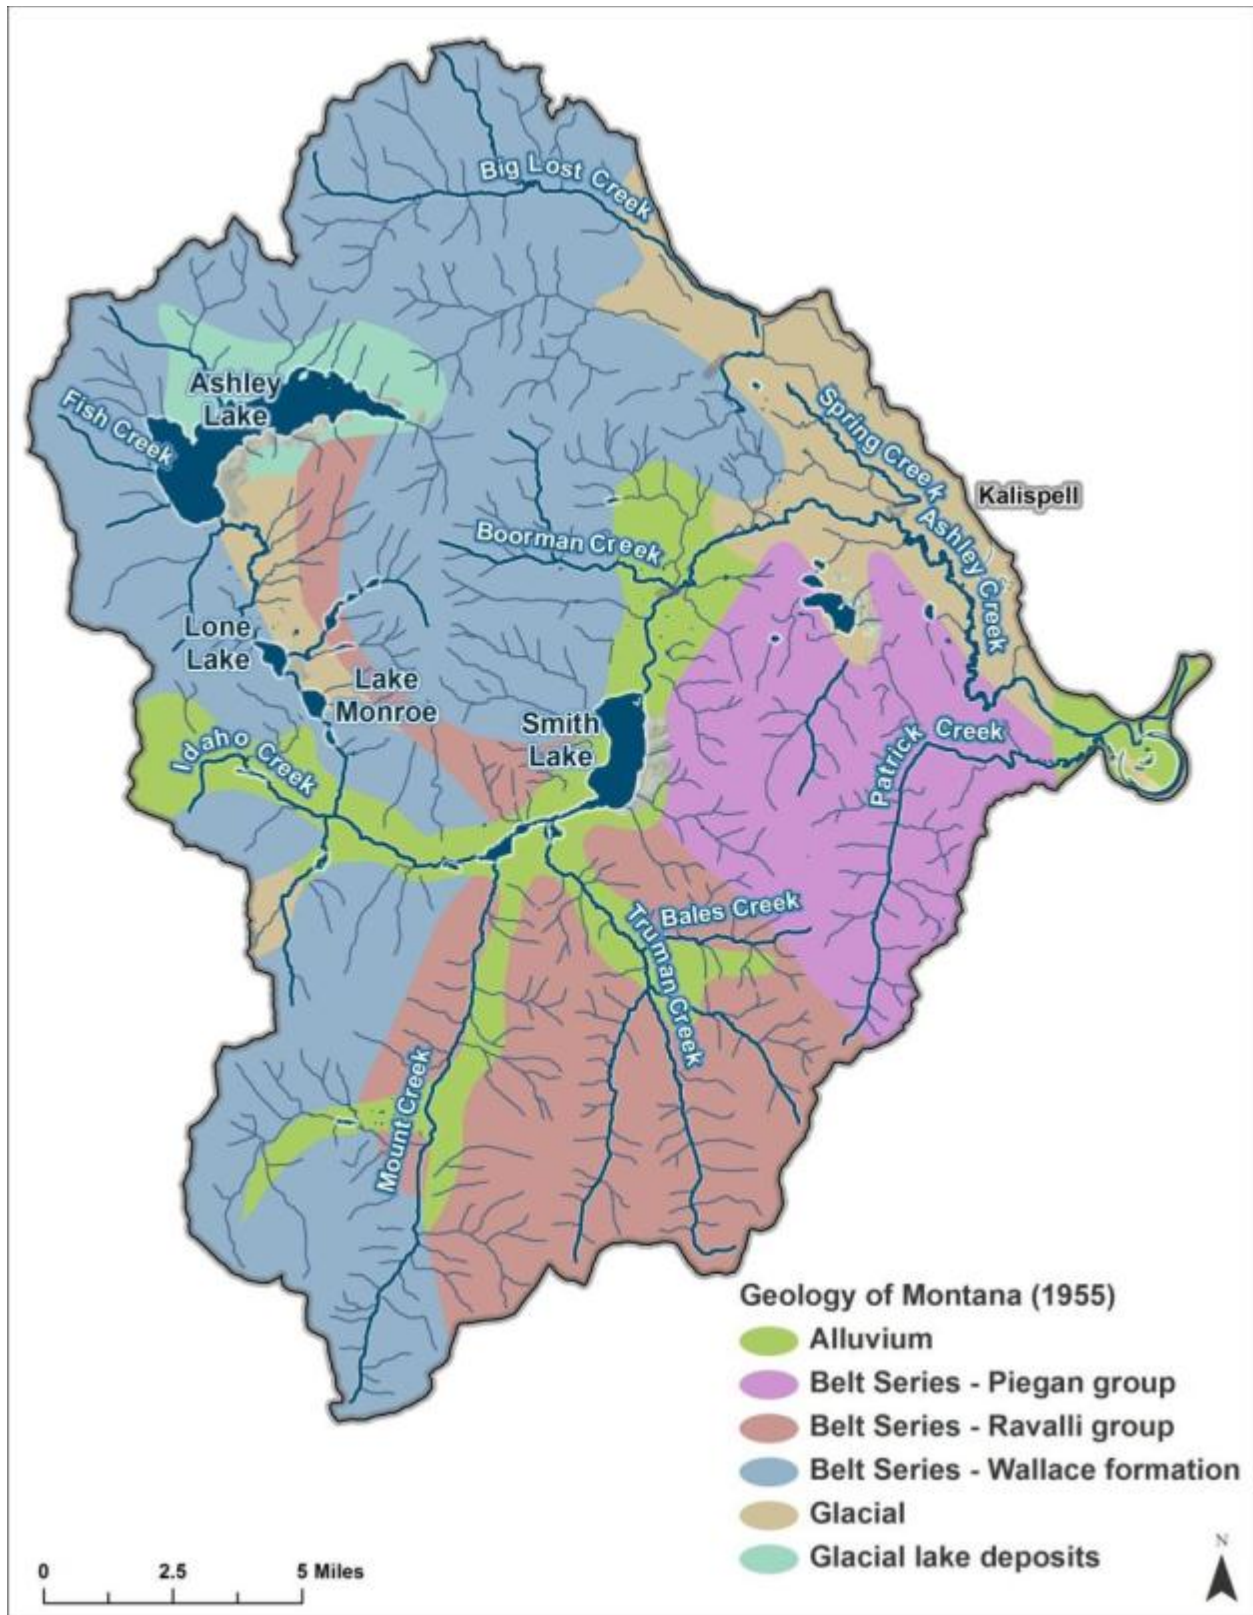 Big Lost Creek
Ashley
Lake
Fish Creek
Spring Creek
Kalispell
Ashley Creek
Boorman Creek
Lone
Lake
Lake
Monroe
Smith
Lake
Idaho Creek
Patrick Creek
Bales Creek
Truman Creek
Mount Creek
Geology of Montana (1955)
Alluvium
Belt Series - Piegan group
Belt Series - Ravalli group
Belt Series - Wallace formation
Glacial
Glacial lake deposits
0 2.5 5 Miles
N